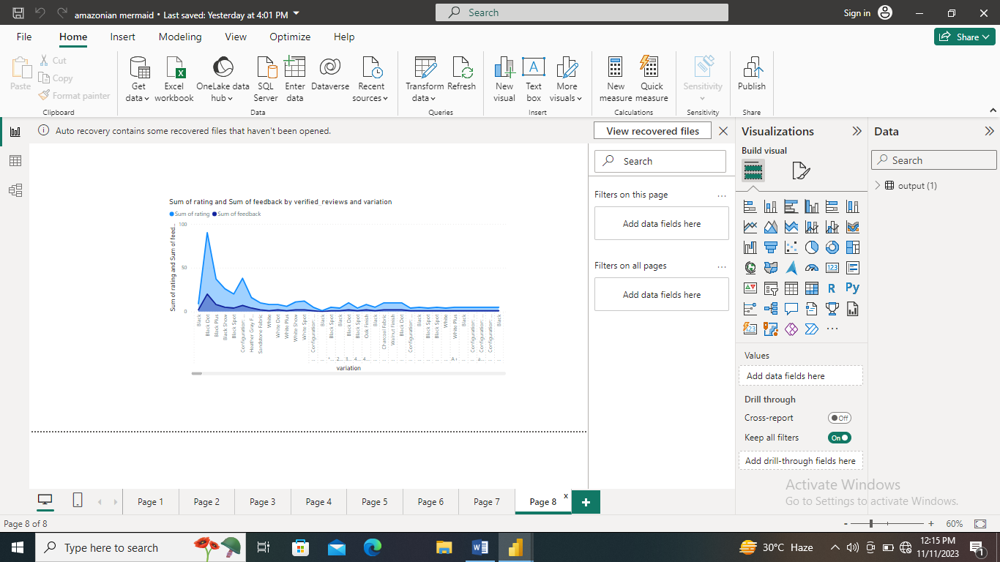 amazonian mermaid • Last saved: Yesterday at 4:01 PM
Search
Sign in
File Home Insert Modeling View Optimize Help
Share
Paste
Cut
Copy
Format painter
Clipboard
Get data
Excel workbook
OneLake data hub
SQL Server
Enter data
Dataverse
Recent sources
Data
Transform data
Refresh
Queries
New visual
Text box
More visuals
Insert
New measure
Quick measure
Calculations
Sensitivity
Sensitivity
Publish
Share
Auto recovery contains some recovered files that haven't been opened.
View recovered files
Sum of rating and Sum of feedback by verified_reviews and variation
Sum of rating Sum of feedback
Sum of rating and Sum of feed...
100
50
0
Black
Black Dot
Black Plus
Black Show
Black Spot
Configuration: ...
Heather Gray F...
Sandstone Fabric
White
White Dot
White Plus
White Show
White Spot
Configuration: ...
Black
Black Spot
Black
Black Dot
Black Spot
Oak Finish
Black
Charcoal Fabric
Walnut Finish
Black Dot
Configuration: ...
Black
Black Spot
Black Spot
White
White Plus
Black
Configuration: ...
Configuration: ...
Configuration: ...
Black
variation
Search
Filters on this page ...
Add data fields here
Filters on all pages ...
Add data fields here
Visualizations
Build visual
123
R
Py
123
...
Values
Add data fields here
Drill through
Cross-report Off
Keep all filters On
Add drill-through fields here
Data
Search
output (1)
Activate Windows
Go to Settings to activate Windows.
Page 1 Page 2 Page 3 Page 4 Page 5 Page 6 Page 7 Page 8 x +
Page 8 of 8
- + 60%
Type here to search
30°C Haze
12:15 PM
11/11/2023
1